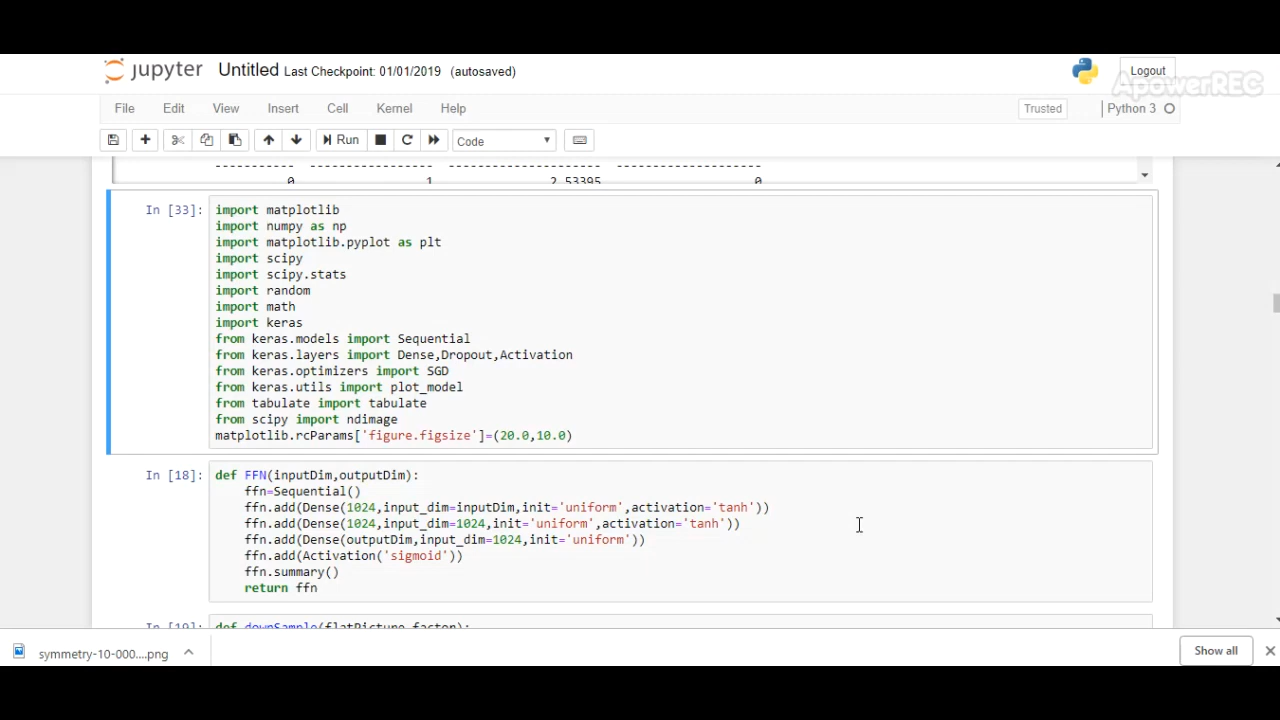 jupyter Untitled Last Checkpoint: 01/01/2019 (autosaved)
Logout
ApowerREC
File Edit View Insert Cell Kernel Help
Trusted
Python 3
Run
Code
----------- ----------------- --------------------- --------------------
0 1 2.53395 0
In [33]:
import matplotlib
import numpy as np
import matplotlib.pyplot as plt
import scipy
import scipy.stats
import random
import math
import keras
from keras.models import Sequential
from keras.layers import Dense,Dropout,Activation
from keras.optimizers import SGD
from keras.utils import plot_model
from tabulate import tabulate
from scipy import ndimage
matplotlib.rcParams['figure.figsize']=(20.0,10.0)
In [18]:
def FFN(inputDim,outputDim):
    ffn=Sequential()
    ffn.add(Dense(1024,input_dim=inputDim,init='uniform',activation='tanh'))
    ffn.add(Dense(1024,input_dim=1024,init='uniform',activation='tanh'))
    ffn.add(Dense(outputDim,input_dim=1024,init='uniform'))
    ffn.add(Activation('sigmoid'))
    ffn.summary()
    return ffn
In [19]:
def downSample(flatPicture,factor):
symmetry-10-000....png
Show all